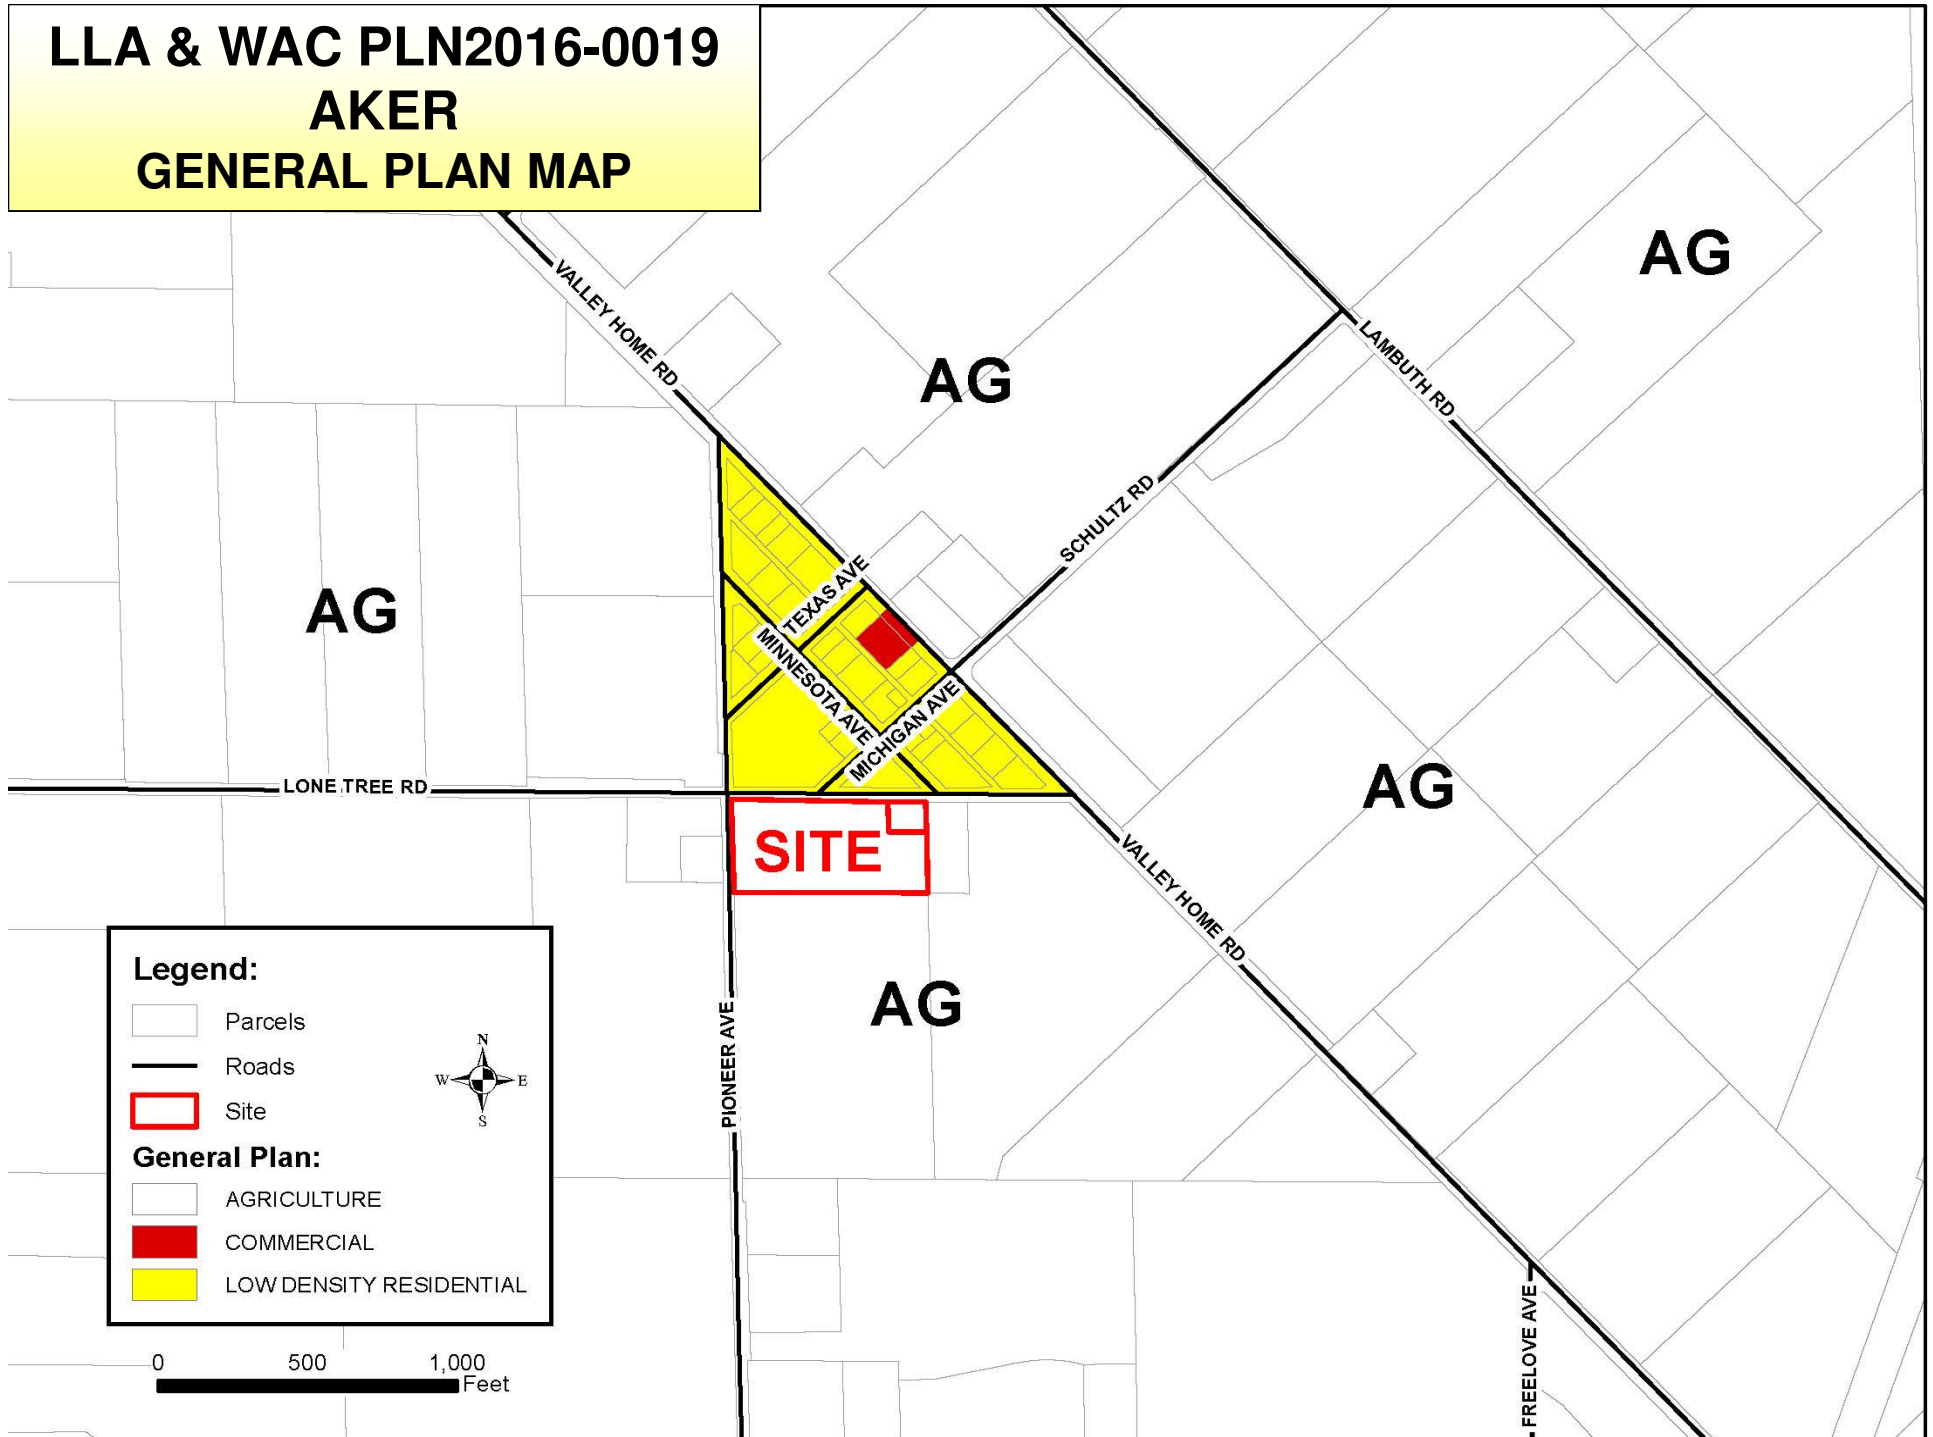 LLA & WAC PLN2016-0019
AKER
GENERAL PLAN MAP
AG
VALLEY HOME RD
LAMBUTH RD
AG
SCHULTZ RD
AG
TEXAS AVE
MINNESOTA AVE
MICHIGAN AVE
LONE TREE RD
AG
SITE
VALLEY HOME RD
AG
PIONEER AVE
FREELOVE AVE
Legend:
Parcels
Roads
Site
N
W E
S
General Plan:
AGRICULTURE
COMMERCIAL
LOW DENSITY RESIDENTIAL
0 500 1,000
Feet